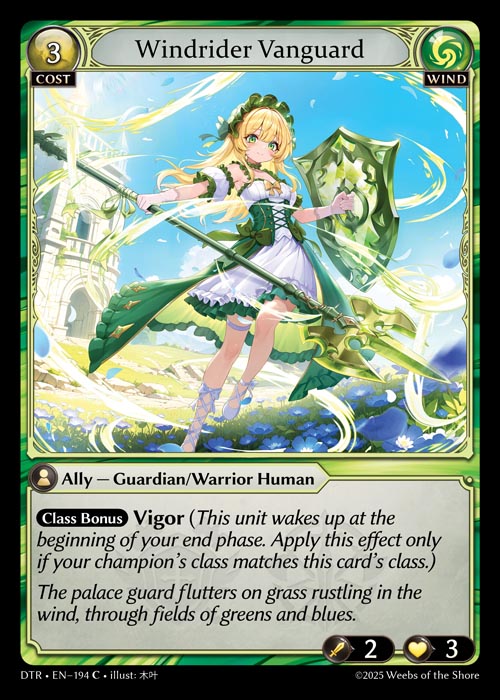 3
COST
Windrider Vanguard
WIND
Ally — Guardian/Warrior Human
Class Bonus Vigor (This unit wakes up at the
beginning of your end phase. Apply this effect only
if your champion's class matches this card's class.)
The palace guard flutters on grass rustling in the
wind, through fields of greens and blues.
2
3
DTR • EN–194 C • illust: 木叶
©2025 Weebs of the Shore